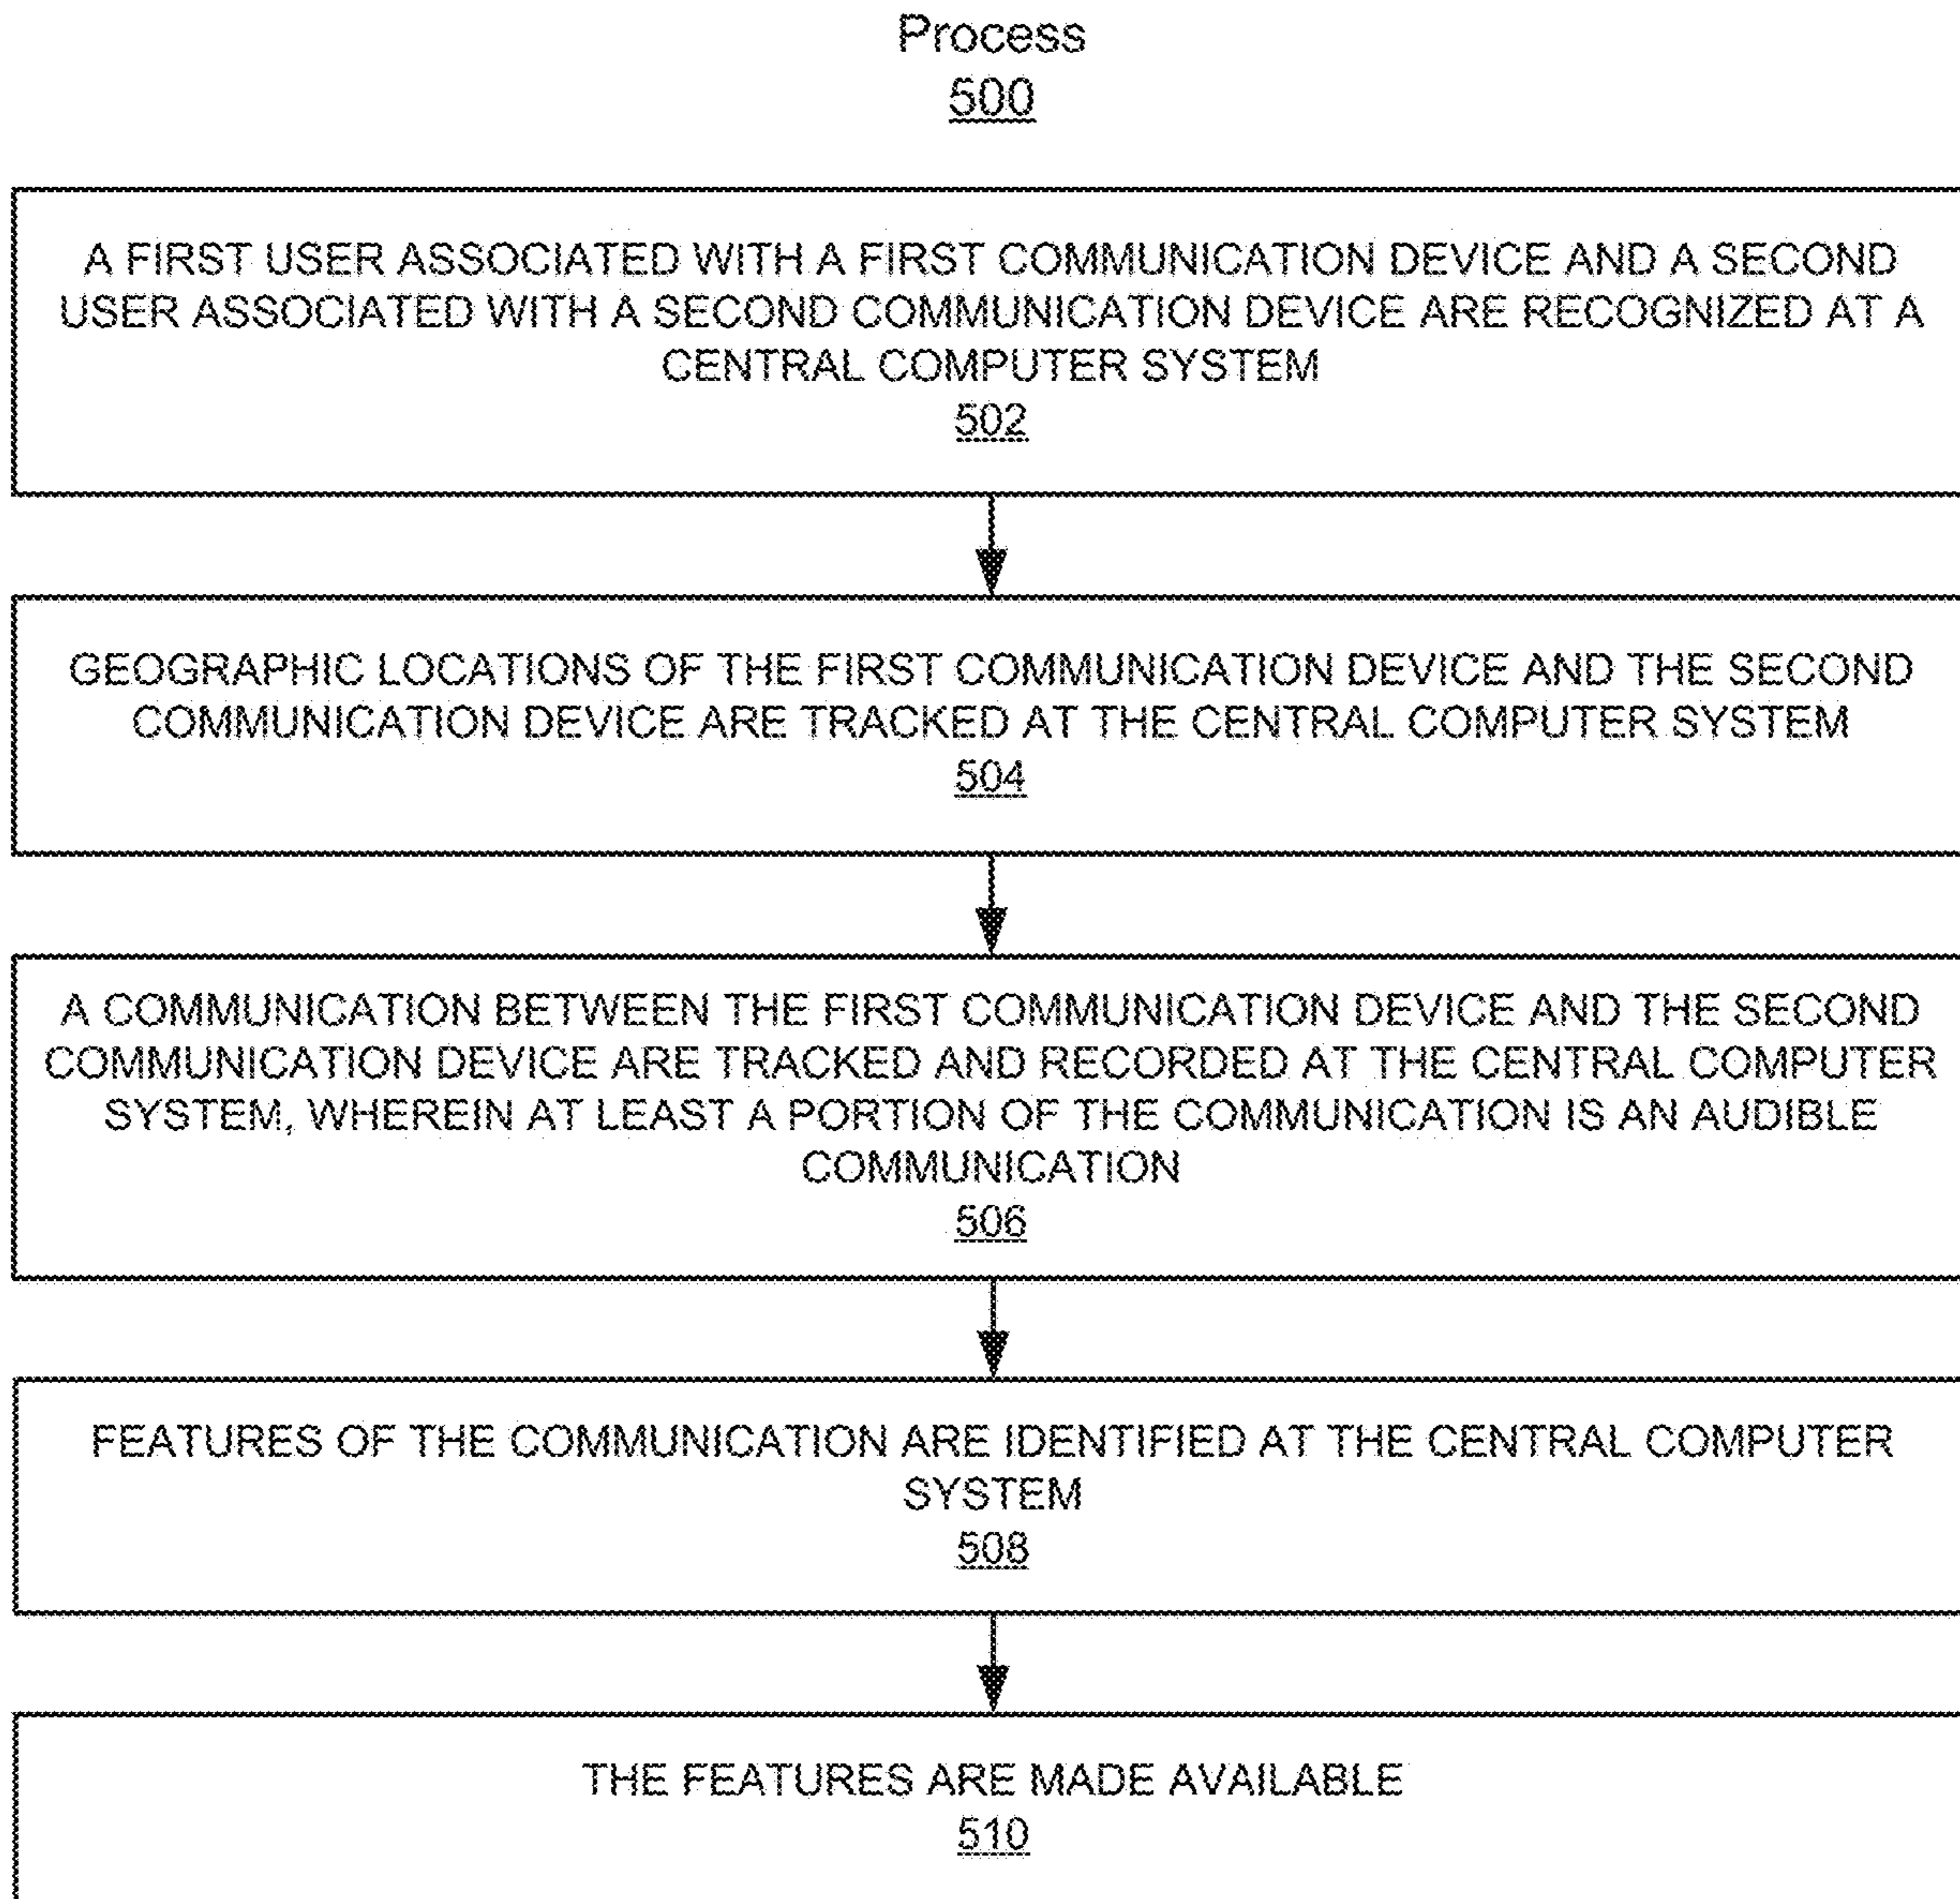 Process
500
A FIRST USER ASSOCIATED WITH A FIRST COMMUNICATION DEVICE AND A SECOND
USER ASSOCIATED WITH A SECOND COMMUNICATION DEVICE ARE RECOGNIZED AT A
CENTRAL COMPUTER SYSTEM
502
GEOGRAPHIC LOCATIONS OF THE FIRST COMMUNICATION DEVICE AND THE SECOND
COMMUNICATION DEVICE ARE TRACKED AT THE CENTRAL COMPUTER SYSTEM
504
A COMMUNICATION BETWEEN THE FIRST COMMUNICATION DEVICE AND THE SECOND
COMMUNICATION DEVICE ARE TRACKED AND RECORDED AT THE CENTRAL COMPUTER
SYSTEM, WHEREIN AT LEAST A PORTION OF THE COMMUNICATION IS AN AUDIBLE
COMMUNICATION
506
FEATURES OF THE COMMUNICATION ARE IDENTIFIED AT THE CENTRAL COMPUTER
SYSTEM
508
THE FEATURES ARE MADE AVAILABLE
510